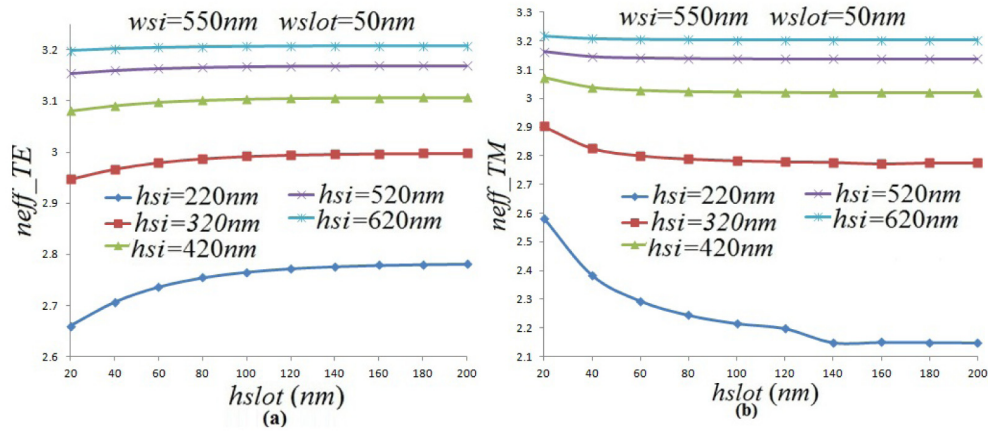 wsi=550nm wslot=50nm
neff_TE
3.2
3.1
3
2.9
2.8
2.7
2.6
hsi=220nm
hsi=320nm
hsi=420nm
hsi=520nm
hsi=620nm
20 40 60 80 100 120 140 160 180 200
hslot (nm)
(a)
wsi=550nm wslot=50nm
neff_TM
3.3
3.2
3.1
3
2.9
2.8
2.7
2.6
2.5
2.4
2.3
2.2
2.1
hsi=220nm
hsi=320nm
hsi=420nm
hsi=520nm
hsi=620nm
20 40 60 80 100 120 140 160 180 200
hslot (nm)
(b)